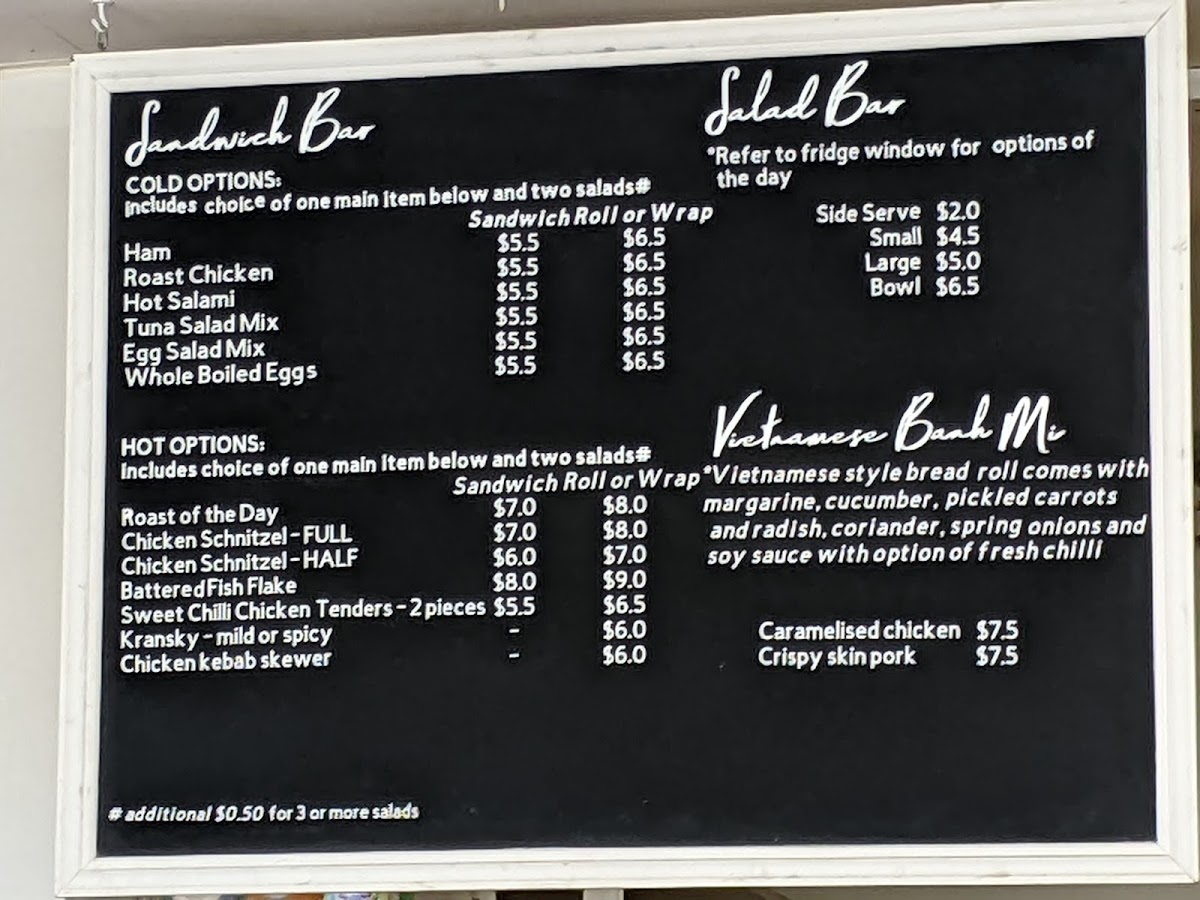 Sandwich Bar
COLD OPTIONS:
Includes choice of one main item below and two salads#
Sandwich Roll or Wrap
Ham $5.5 $6.5
Roast Chicken $5.5 $6.5
Hot Salami $5.5 $6.5
Tuna Salad Mix $5.5 $6.5
Egg Salad Mix $5.5 $6.5
Whole Boiled Eggs $5.5 $6.5
HOT OPTIONS:
Includes choice of one main item below and two salads#
Sandwich Roll or Wrap
Roast of the Day $7.0 $8.0
Chicken Schnitzel - FULL $7.0 $8.0
Chicken Schnitzel - HALF $6.0 $7.0
Battered Fish Flake $8.0 $9.0
Sweet Chilli Chicken Tenders - 2 pieces $5.5 $6.5
Kransky - mild or spicy - $6.0
Chicken kebab skewer - $6.0
# additional $0.50 for 3 or more salads
Salad Bar
*Refer to fridge window for options of
the day
Side Serve $2.0
Small $4.5
Large $5.0
Bowl $6.5
Vietnamese Banh Mi
*Vietnamese style bread roll comes with
margarine, cucumber, pickled carrots
and radish, coriander, spring onions and
soy sauce with option of fresh chilli
Caramelised chicken $7.5
Crispy skin pork $7.5